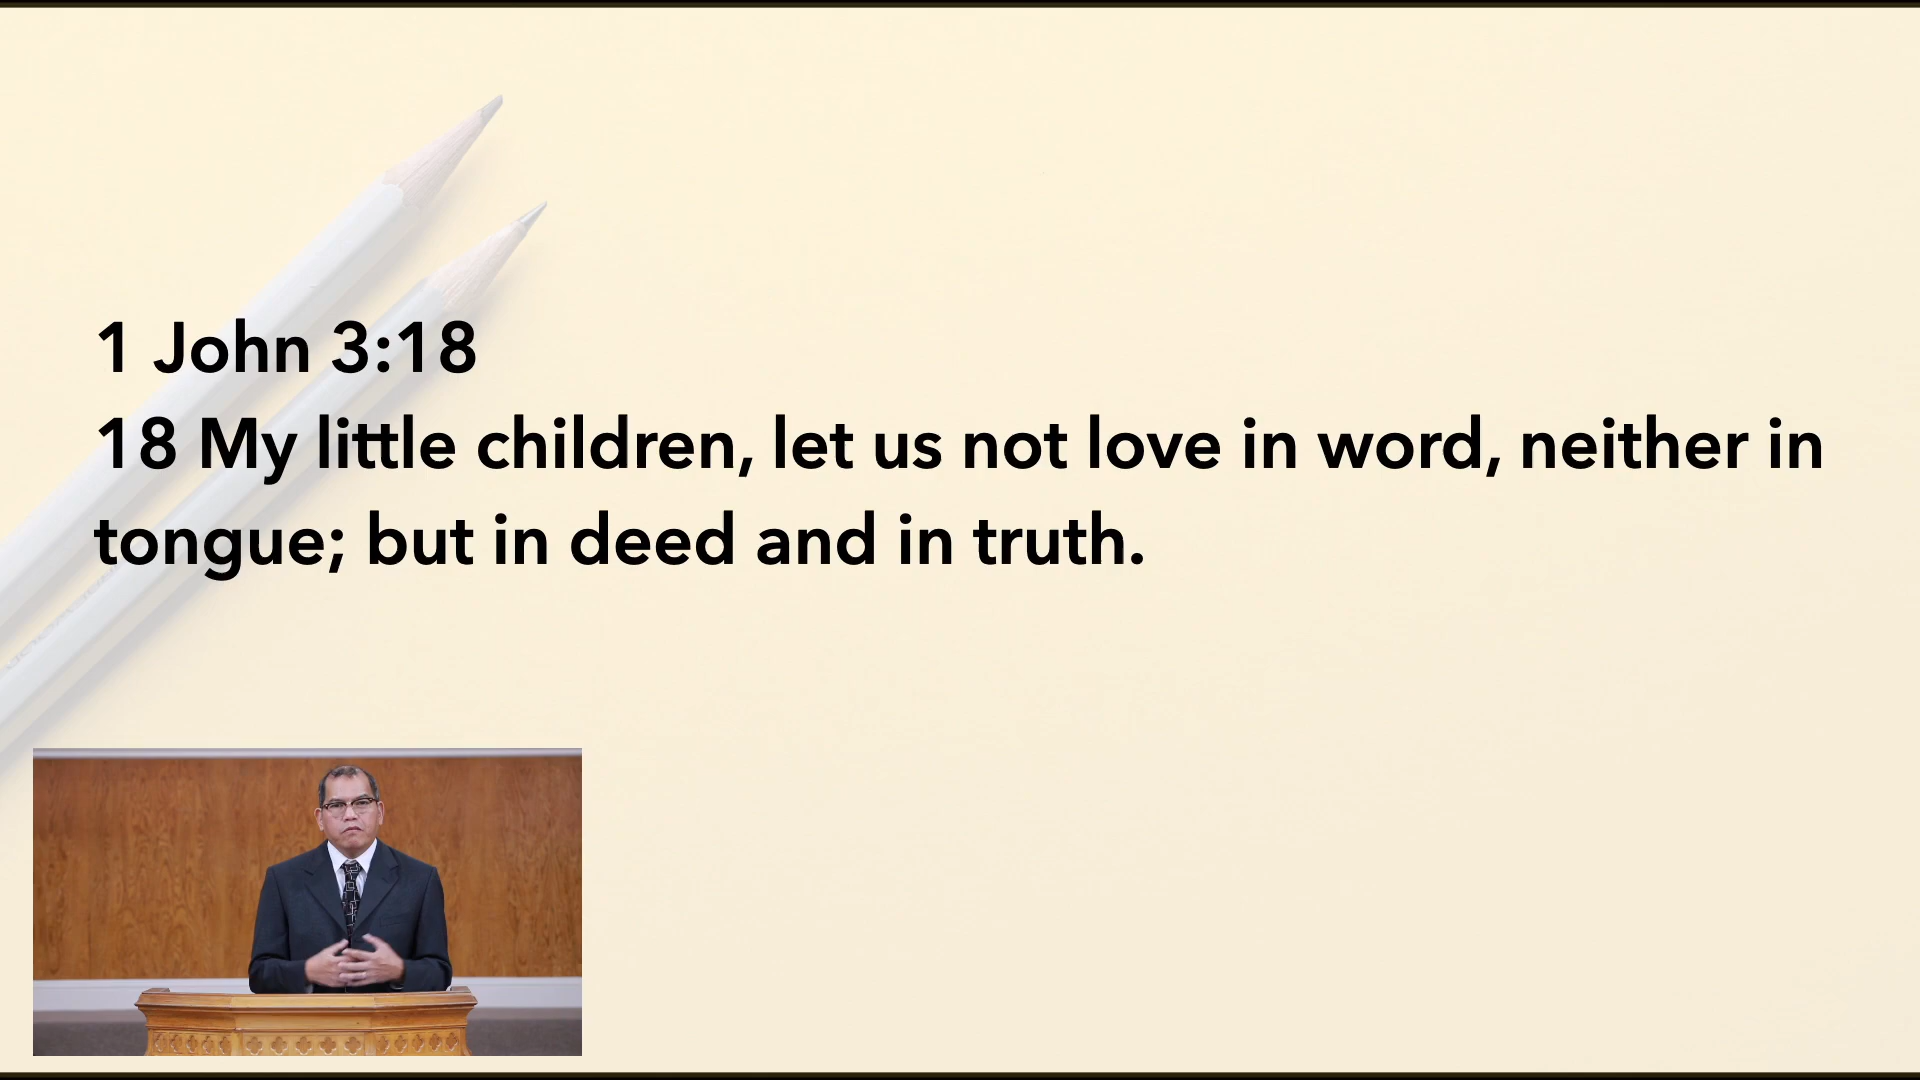 1 John 3:18
18 My little children, let us not love in word, neither in
tongue; but in deed and in truth.